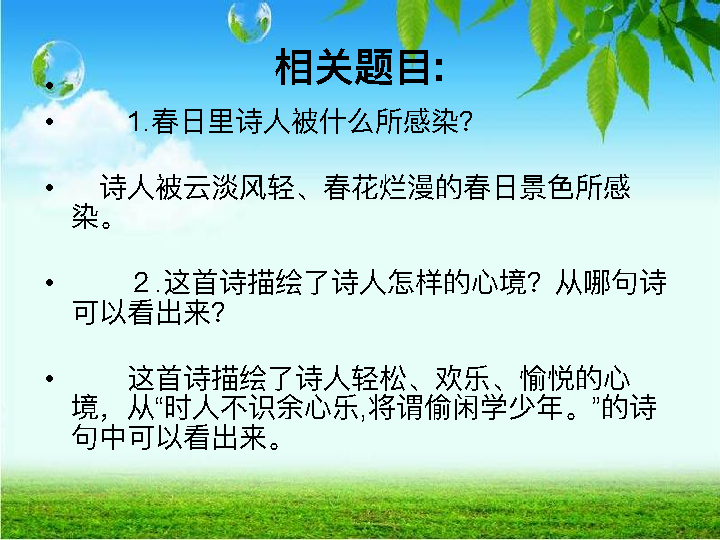 相关题目:
•
• 1.春日里诗人被什么所感染?
• 诗人被云淡风轻、春花烂漫的春日景色所感
染。
• ２.这首诗描绘了诗人怎样的心境？从哪句诗
可以看出来?
• 这首诗描绘了诗人轻松、欢乐、愉悦的心
境，从“时人不识余心乐,将谓偷闲学少年。”的诗
句中可以看出来。